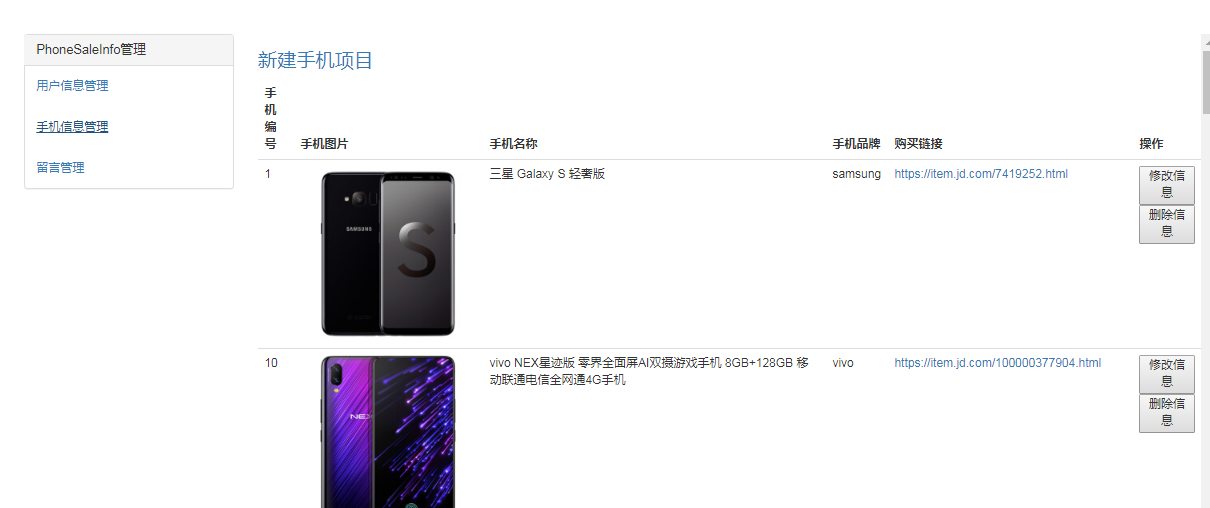 PhoneSaleInfo管理
用户信息管理
手机信息管理
留言管理
新建手机项目
手
机
编
号
手机图片
手机名称
手机品牌
购买链接
操作
1
SAMSUNG
S
三星 Galaxy S 轻奢版
samsung
https://item.jd.com/7419252.html
修改信
息
删除信
息
10
NEX
vivo NEX星迹版 零界全面屏AI双摄游戏手机 8GB+128GB 移
动联通电信全网通4G手机
vivo
https://item.jd.com/100000377904.html
修改信
息
删除信
息